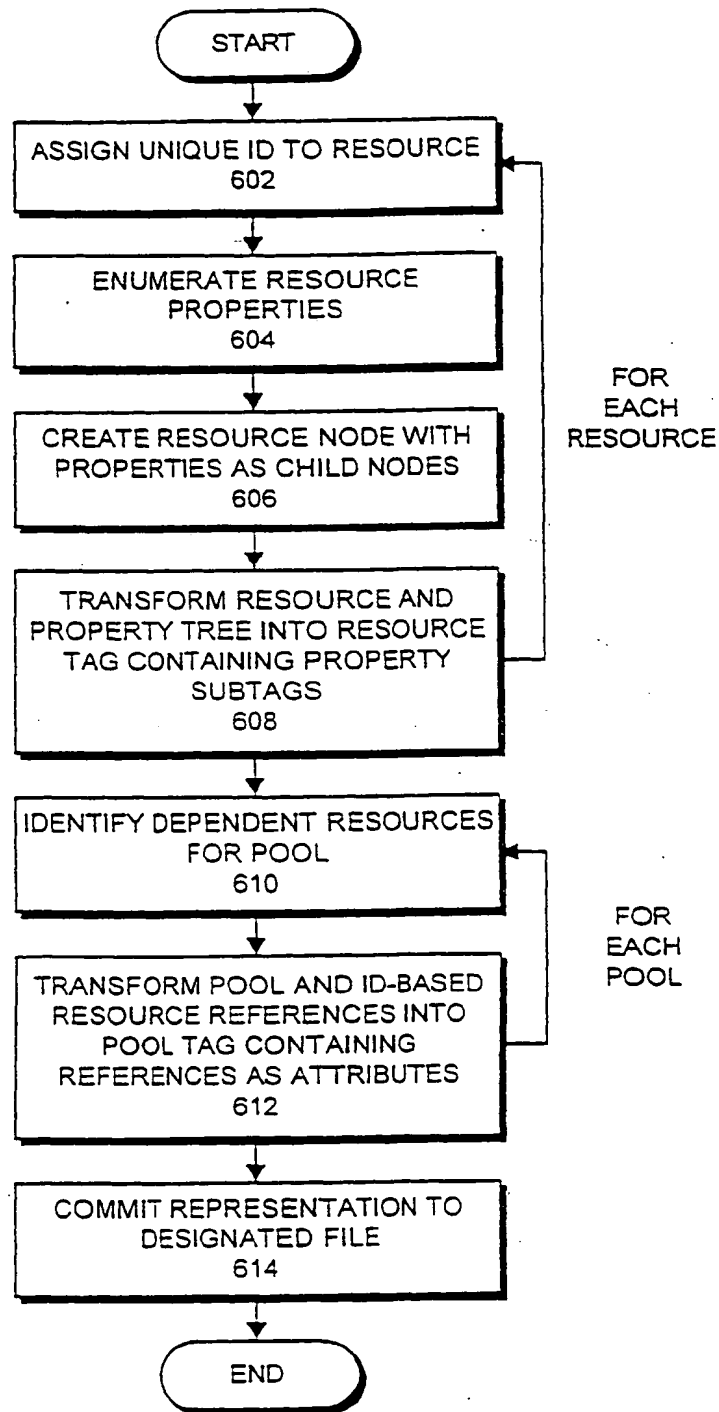 START
ASSIGN UNIQUE ID TO RESOURCE
602
ENUMERATE RESOURCE
PROPERTIES
604
CREATE RESOURCE NODE WITH
PROPERTIES AS CHILD NODES
606
TRANSFORM RESOURCE AND
PROPERTY TREE INTO RESOURCE
TAG CONTAINING PROPERTY
SUBTAGS
608
FOR
EACH
RESOURCE
IDENTIFY DEPENDENT RESOURCES
FOR POOL
610
TRANSFORM POOL AND ID-BASED
RESOURCE REFERENCES INTO
POOL TAG CONTAINING
REFERENCES AS ATTRIBUTES
612
FOR
EACH
POOL
COMMIT REPRESENTATION TO
DESIGNATED FILE
614
END